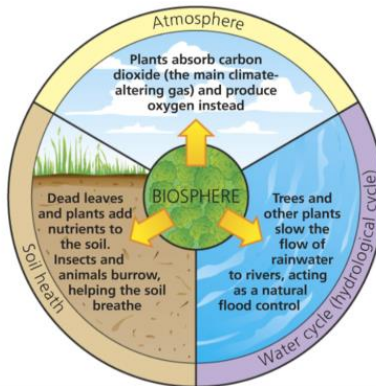 Atmosphere
Plants absorb carbon
dioxide (the main climate-
altering gas) and produce
oxygen instead
BIOSPHERE
Dead leaves
and plants add
nutrients to
the soil.
Insects and
animals burrow,
helping the soil
breathe
Trees and
other plants
slow the
flow of
rainwater
to rivers, acting
as a natural
flood control
Soil heath
Water cycle (hydrological cycle)